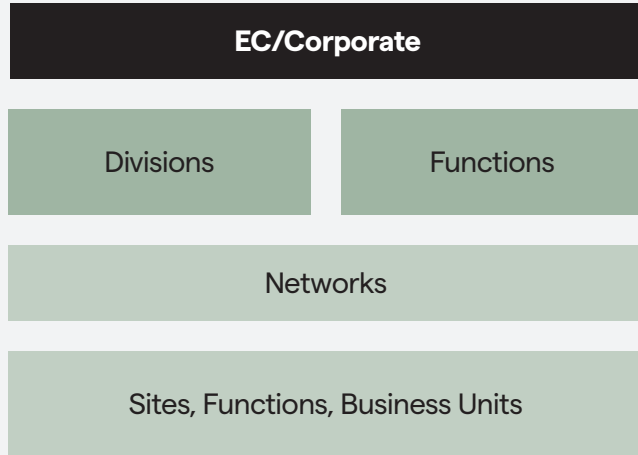 EC/Corporate
Divisions
Functions
Networks
Sites, Functions, Business Units